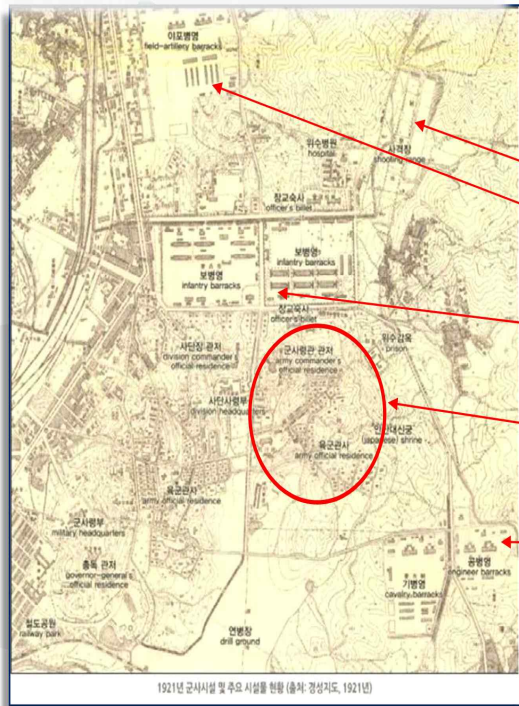 야포병영
field-artillery barracks
위수병원
hospital
사격장
shooting range
장교숙사
officer's billet
보병영
infantry barracks
보병영
infantry barracks
장교숙사
officer's billet
사단장 관저
division commander's
official residence
군사령관 관저
army commander's
official residence
위수감옥
prison
사단사령부
division headquarters
(japanese) shrine
육군관사
army official residence
육군관사
army official residence
군사령부
military headquarters
총독 관저
governor-general's
official residence
공병영
engineer barracks
기병영
cavalry barracks
철도공원
railway park
연병장
drill ground
1921년 군사시설 및 주요 시설물 현황 (출처: 경성지도, 1921년)